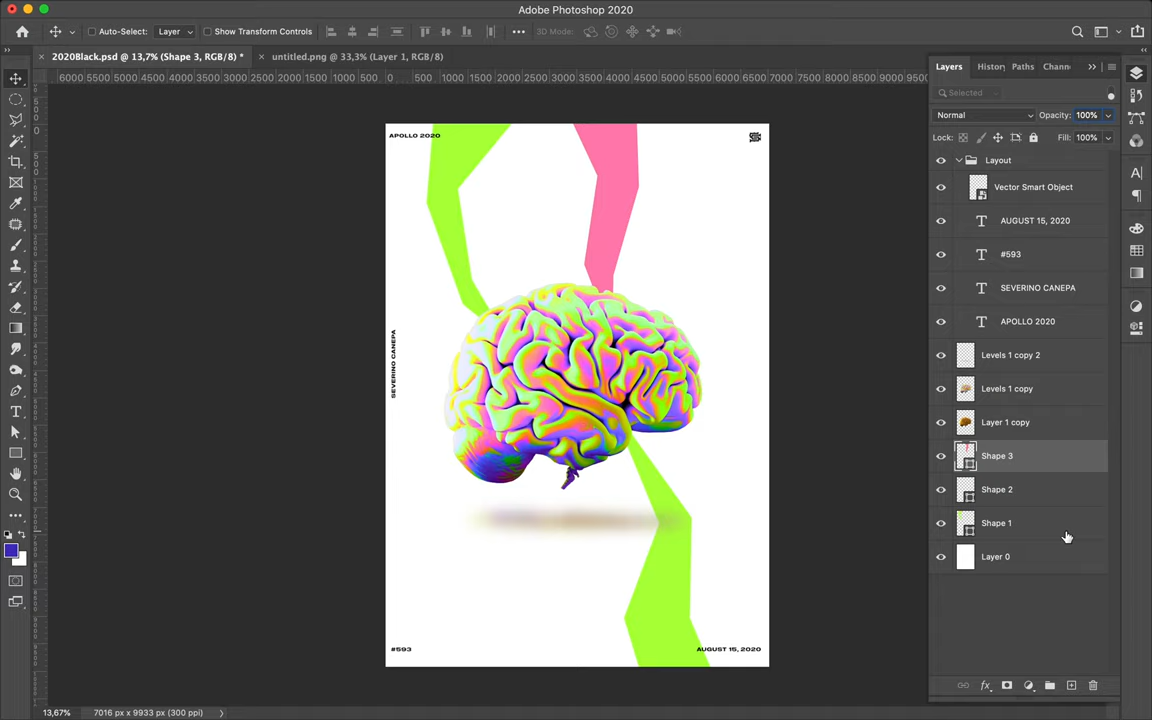 Adobe Photoshop 2020
Auto-Select: Layer Show Transform Controls 3D Mode:
2020Black.psd @ 13,7% (Shape 3, RGB/8) * untitled.png @ 33,3% (Layer 1, RGB/8)
6000 5500 5000 4500 4000 3500 3000 2500 2000 1500 1000 500 0 500 1000 1500 2000 2500 3000 3500 4000 4500 5000 5500 6000 6500 7000 7500 8000 8500 9000
Layers History Paths Chann
Selected
Normal Opacity: 100%
Lock: Fill: 100%
Layout
Vector Smart Object
AUGUST 15, 2020
#593
SEVERINO CANEPA
APOLLO 2020
Levels 1 copy 2
Levels 1 copy
Layer 1 copy
Shape 3
Shape 2
Shape 1
Layer 0
APOLLO 2020
SEVERINO CANEPA
#593 AUGUST 15, 2020
13,67% 7016 px x 9933 px (300 ppi)